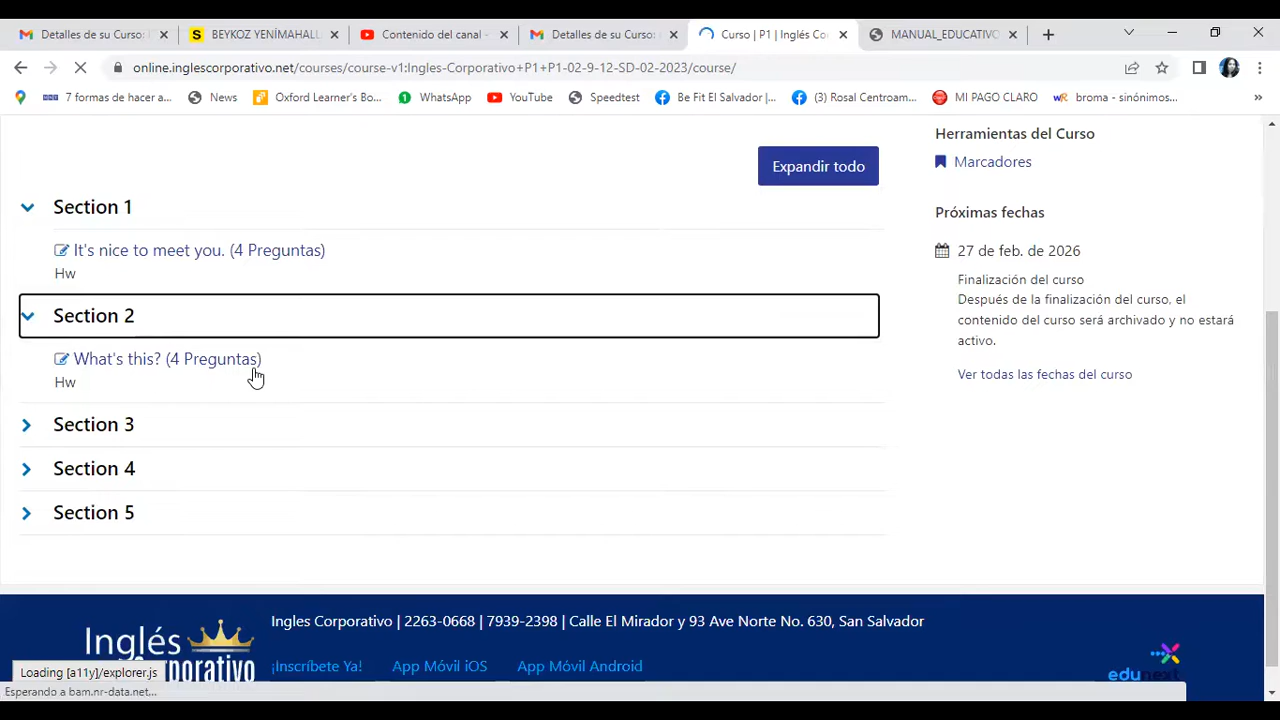 Detalles de su Curso:
BEYKOZ YENİMAHALL
Contenido del canal -
Detalles de su Curso:
Curso | P1 | Inglés Co
MANUAL_EDUCATIVO
online.inglescorporativo.net/courses/course-v1:Ingles-Corporativo+P1+P1-02-9-12-SD-02-2023/course/
7 formas de hacer a...
News
Oxford Learner's Bo...
WhatsApp
YouTube
Speedtest
Be Fit El Salvador |...
(3) Rosal Centroam...
MI PAGO CARLO
broma - sinónimos...
»
Herramientas del Curso
Expandir todo
Marcadores
Section 1
Próximas fechas
It's nice to meet you. (4 Preguntas)
27 de feb. de 2026
Hw
Finalización del curso
Después de la finalización del curso, el
contenido del curso será archivado y no estará
activo.
Section 2
What's this? (4 Preguntas)
Ver todas las fechas del curso
Hw
Section 3
Section 4
Section 5
Ingles Corporativo | 2263-0668 | 7939-2398 | Calle El Mirador y 93 Ave Norte No. 630, San Salvador
Inglés
¡Inscríbete Ya!
App Móvil iOS
App Móvil Android
edunext
Loading [a11y]/explorer.js
Esperando a bam.nr-data.net...